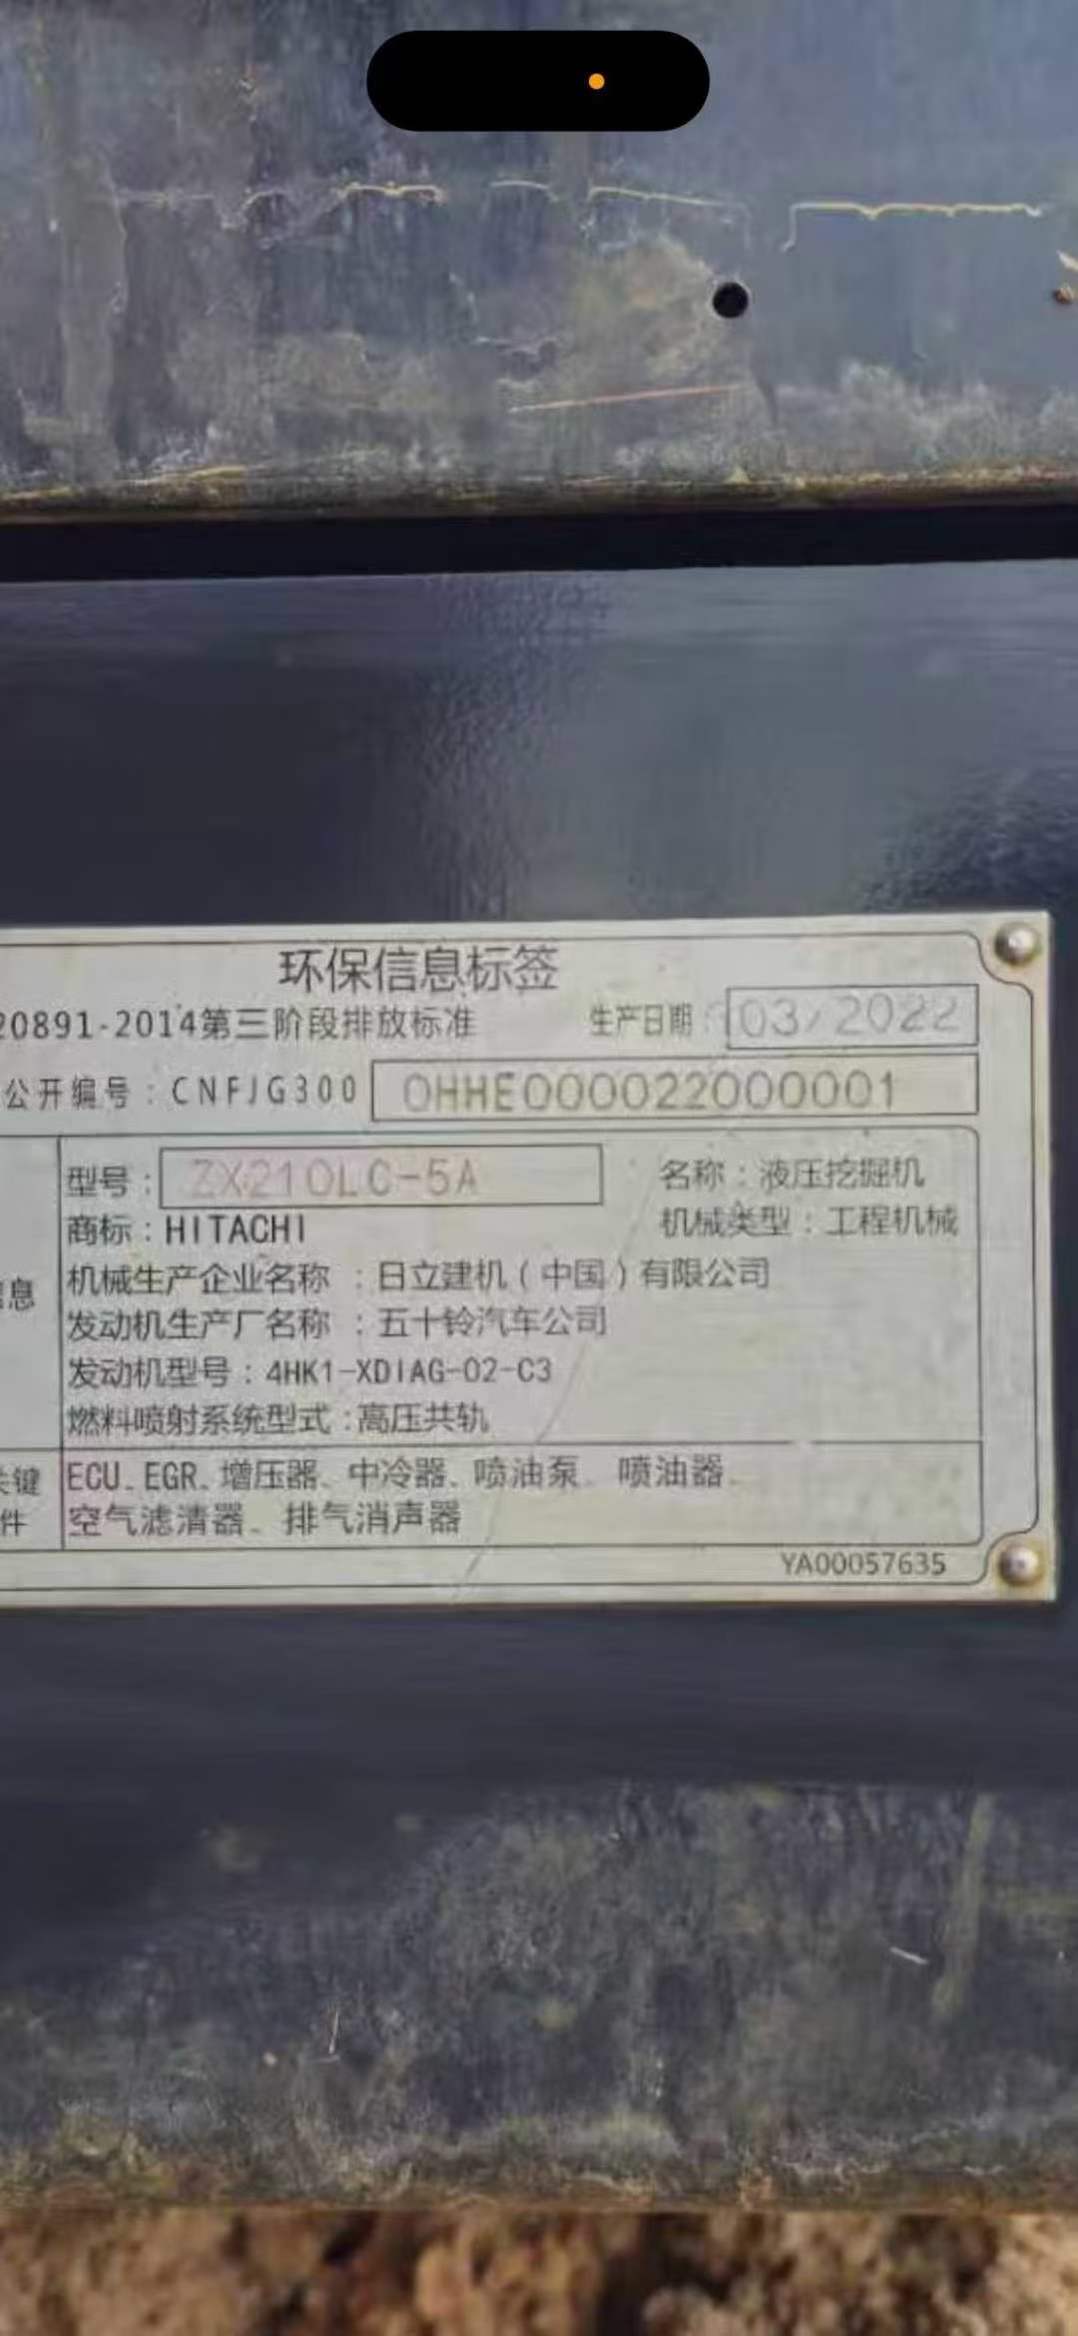 环保信息标签
20891-2014第三阶段排放标准 生产日期 03/2022
公开编号：CNFJG300 0HHE000022000001
型号：ZX210LC-5A 名称：液压挖掘机
商标：HITACHI 机械类型：工程机械
机械生产企业名称 ：日立建机（中国）有限公司
息
发动机生产厂名称 ：五十铃汽车公司
发动机型号：4HK1-XDIAG-02-C3
燃料喷射系统型式：高压共轨
关键 ECU、EGR、增压器、中冷器、喷油泵、喷油器、
件 空气滤清器、排气消声器
YA00057635